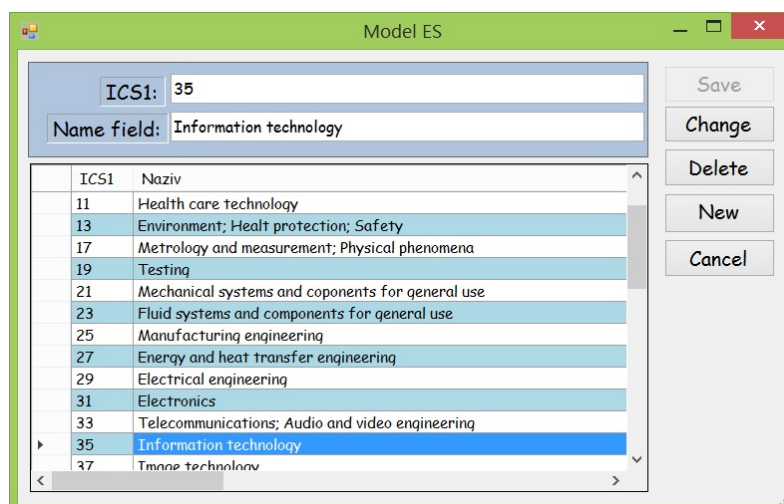 Model ES
ICS1: 35
Name field: Information technology
Save
Change
Delete
New
Cancel
ICS1 Naziv
11 Health care technology
13 Environment; Healt protection; Safety
17 Metrology and measurement; Physical phenomena
19 Testing
21 Mechanical systems and coponents for general use
23 Fluid systems and components for general use
25 Manufacturing engineering
27 Energy and heat transfer engineering
29 Electrical engineering
31 Electronics
33 Telecommunications; Audio and video engineering
35 Information technology
37 Image technology